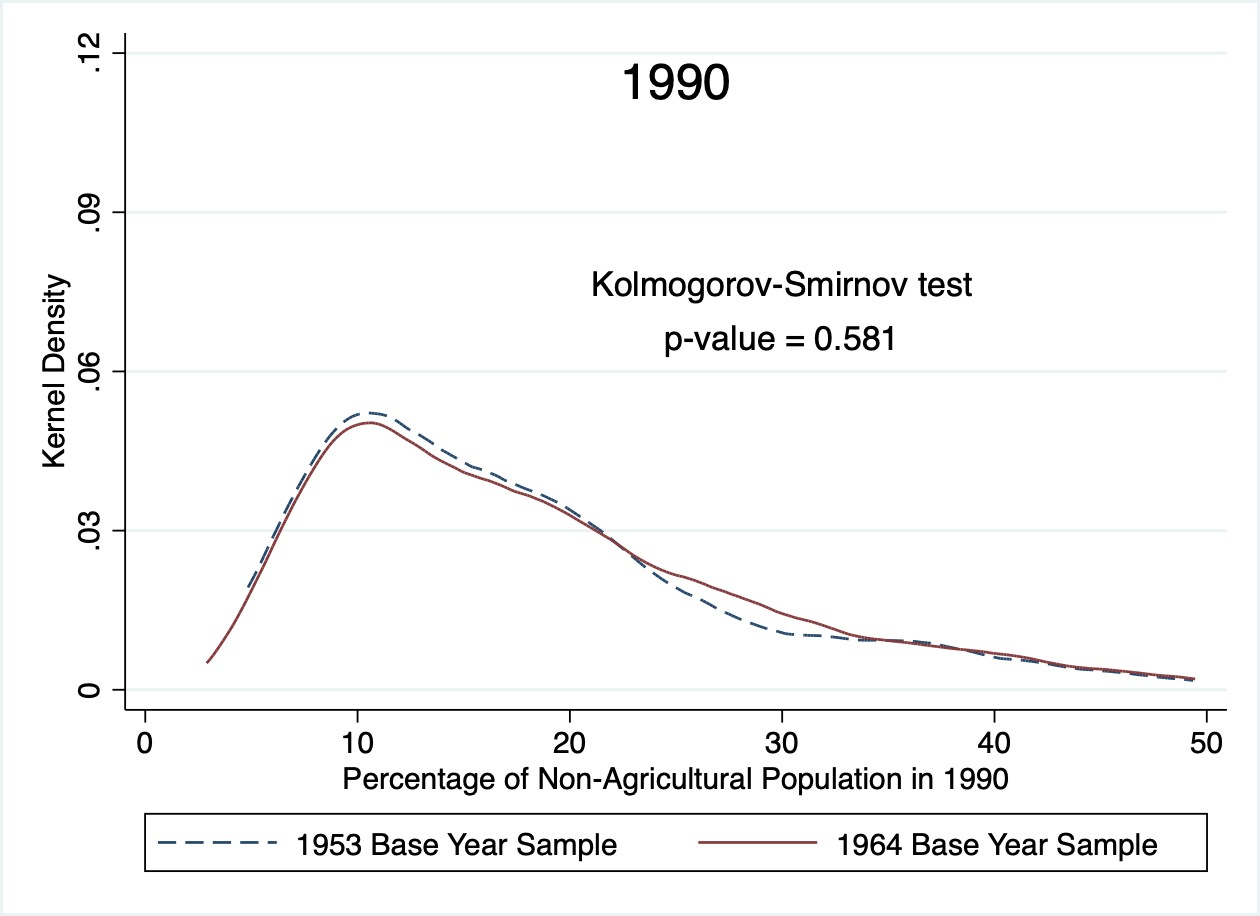 1990
Kolmogorov-Smirnov test
p-value = 0.581
Kernel Density
.12
.09
.06
.03
0
0 10 20 30 40 50
Percentage of Non-Agricultural Population in 1990
1953 Base Year Sample 1964 Base Year Sample